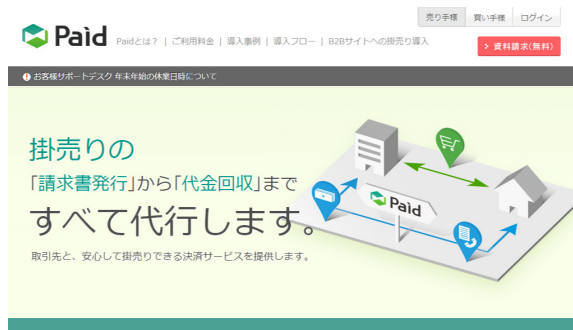 売り手様 買い手様 ログイン
Paid Paidとは？ | ご利用料金 | 導入事例 | 導入フロー | B2Bサイトへの掛売り導入
> 資料請求(無料)
お客様サポートデスク 年末年始の休業日時について
掛売りの
「請求書発行」から「代金回収」まで
すべて代行します。
取引先と、安心して掛売りできる決済サービスを提供します。
Paid